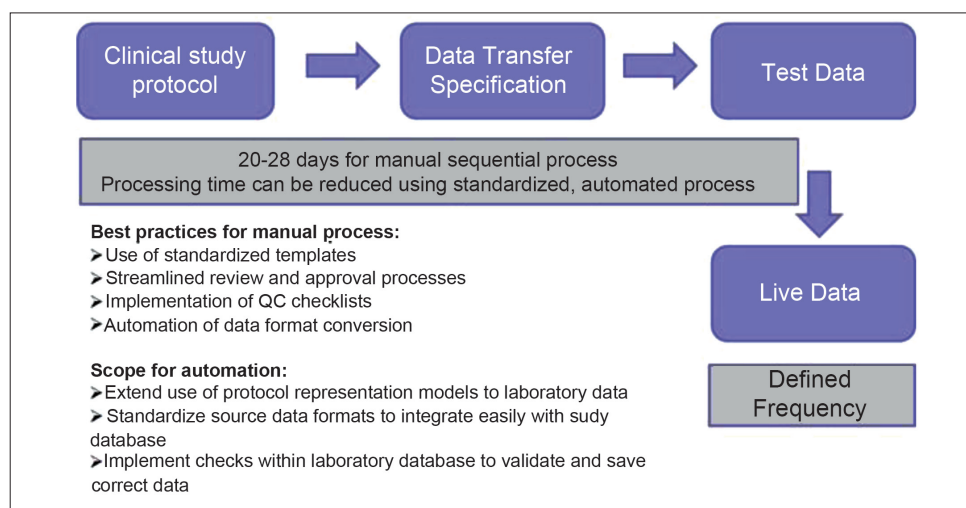 Clinical study
protocol
Data Transfer
Specification
Test Data
20-28 days for manual sequential process
Processing time can be reduced using standardized, automated process
Best practices for manual process:
➤Use of standardized templates
➤Streamlined review and approval processes
➤Implementation of QC checklists
➤Automation of data format conversion
Live Data
Scope for automation:
➤Extend use of protocol representation models to laboratory data
➤Standardize source data formats to integrate easily with sudy
database
➤Implement checks within laboratory database to validate and save
correct data
Defined
Frequency